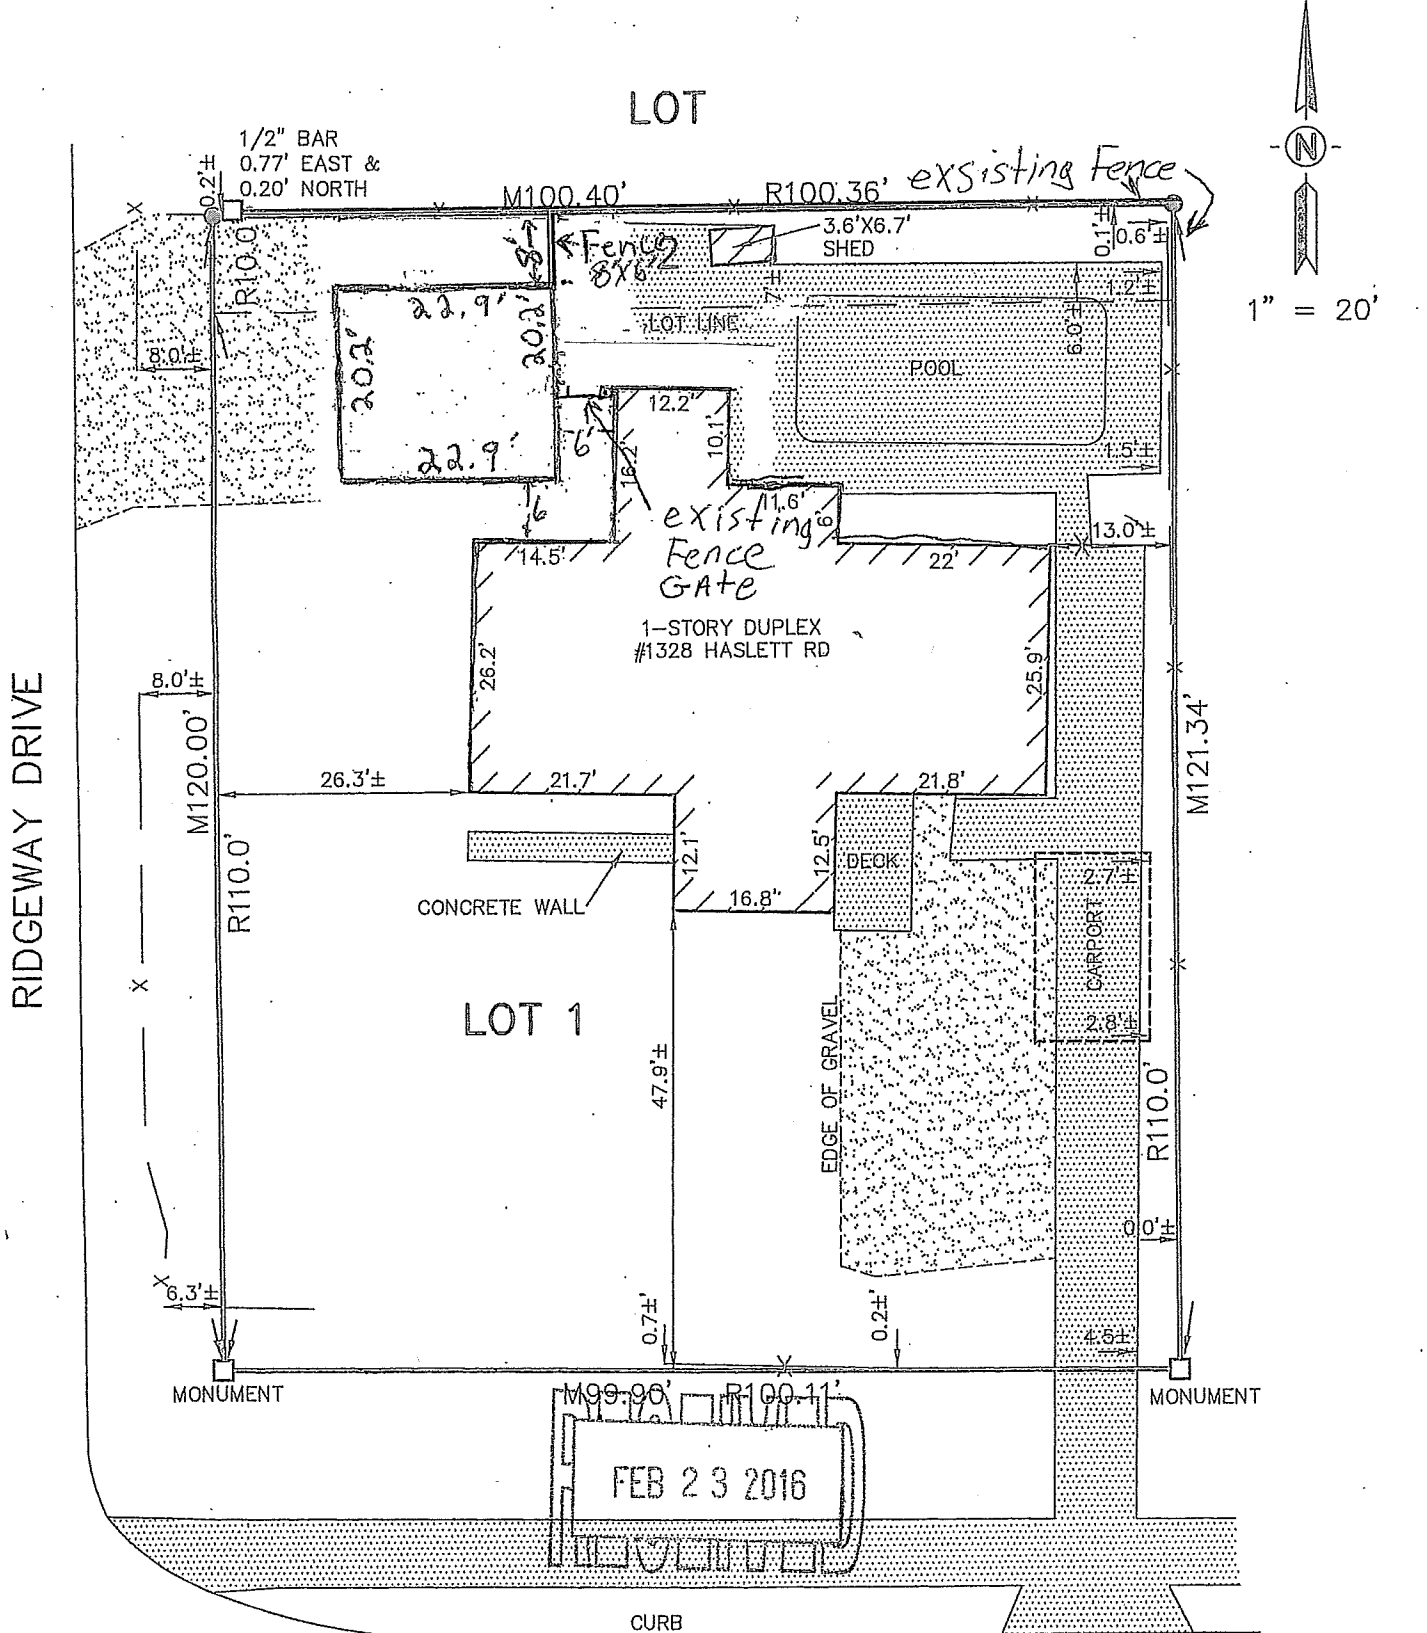 LOT
1/2" BAR
0.77' EAST &
0.20' NORTH
0.2'±
M100.40'
R100.36'
exsisting Fence
N
1" = 20'
3.6'X6.7'
SHED
0.1'±
0.6'±
R10.0'
8'
Fence
8'X6'
1.2'±
22.9'
20.2'
20.2'
22.9'
7'±
LOT LINE
6.0'±
POOL
8.0'±
12.2'
10.1'
6'
16.2'
1.5'±
11.6'
6'
6
existing
Fence
GAte
13.0'±
14.5'
22'
1-STORY DUPLEX
#1328 HASLETT RD
26.2'
25.9'
8.0'±
RIDGEWAY DRIVE
M120.00'
R110.0'
M121.34'
26.3'±
21.7'
21.8'
12.1'
12.5'
DECK
16.8"
CONCRETE WALL
2.7'±
CARPORT
2.8'±
LOT 1
47.9'±
EDGE OF GRAVEL
R110.0'
0.0'±
6.3'±
0.7±'
0.2±'
4.5±'
MONUMENT
MONUMENT
M99.90'
R100.11'
FEB 23 2016
CURB